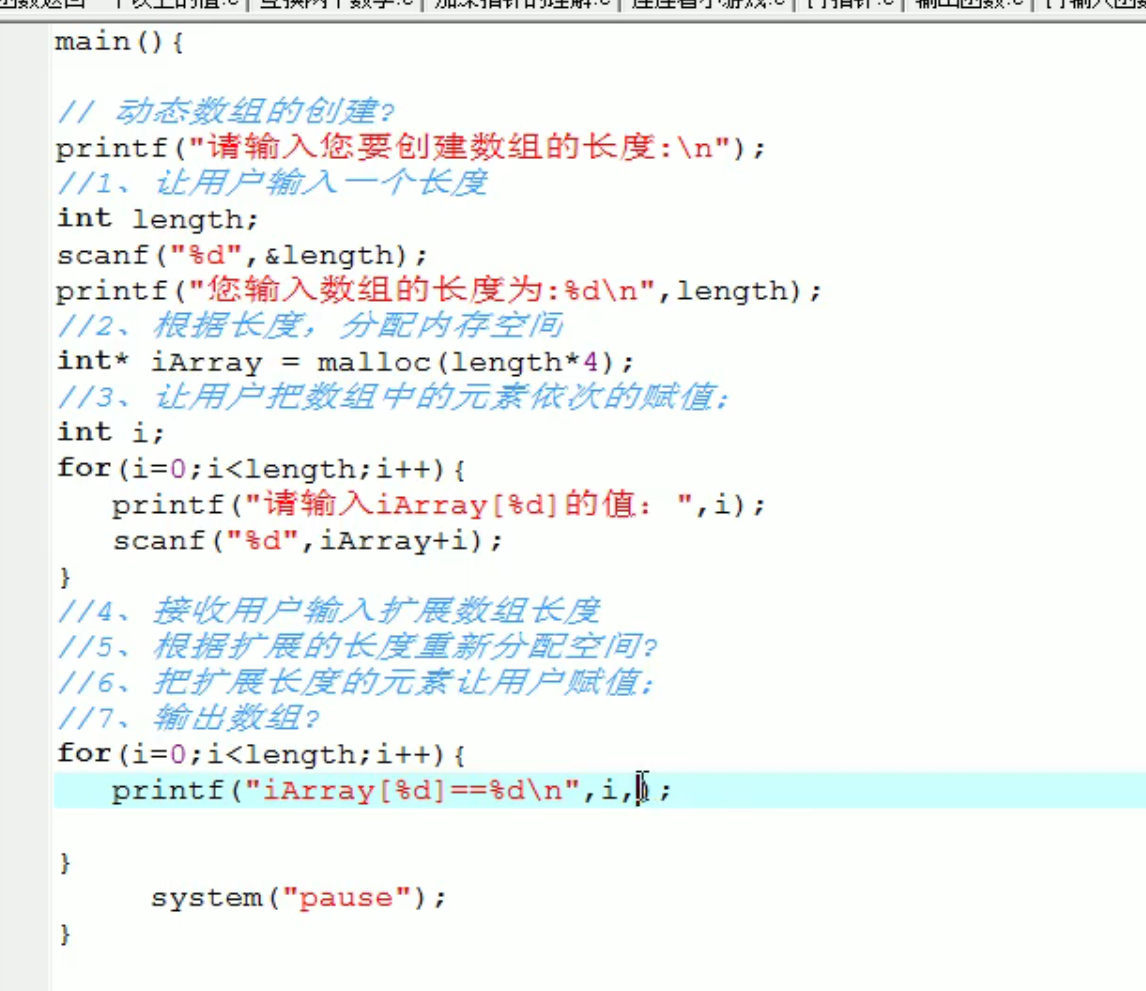 main(){
// 动态数组的创建?
printf("请输入您要创建数组的长度:\n");
//1、让用户输入一个长度
int length;
scanf("%d",&length);
printf("您输入数组的长度为:%d\n",length);
//2、根据长度，分配内存空间
int* iArray = malloc(length*4);
//3、让用户把数组中的元素依次的赋值;
int i;
for(i=0;i<length;i++){
printf("请输入iArray[%d]的值：",i);
scanf("%d",iArray+i);
}
//4、接收用户输入扩展数组长度
//5、根据扩展的长度重新分配空间?
//6、把扩展长度的元素让用户赋值;
//7、输出数组?
for(i=0;i<length;i++){
printf("iArray[%d]==%d\n",i,);
}
system("pause");
}